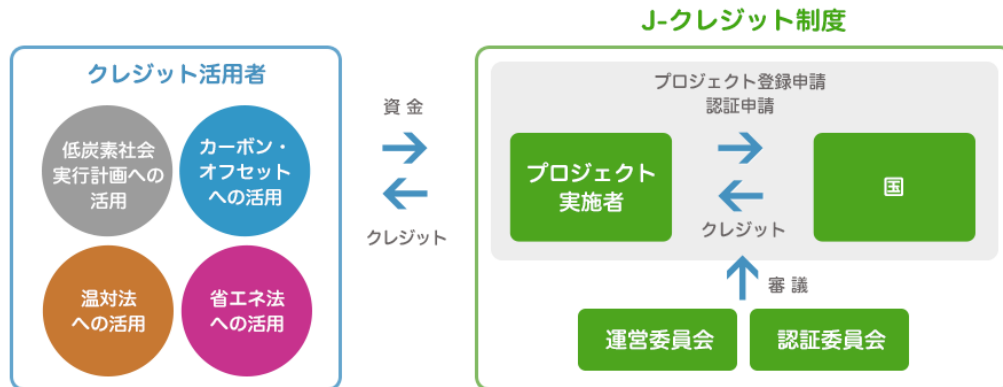 J-クレジット制度
クレジット活用者
低炭素社会
実行計画への
活用
カーボン・
オフセット
への活用
温対法
への活用
省エネ法
への活用
資金
クレジット
プロジェクト登録申請
認証申請
プロジェクト
実施者
国
クレジット
審議
運営委員会
認証委員会